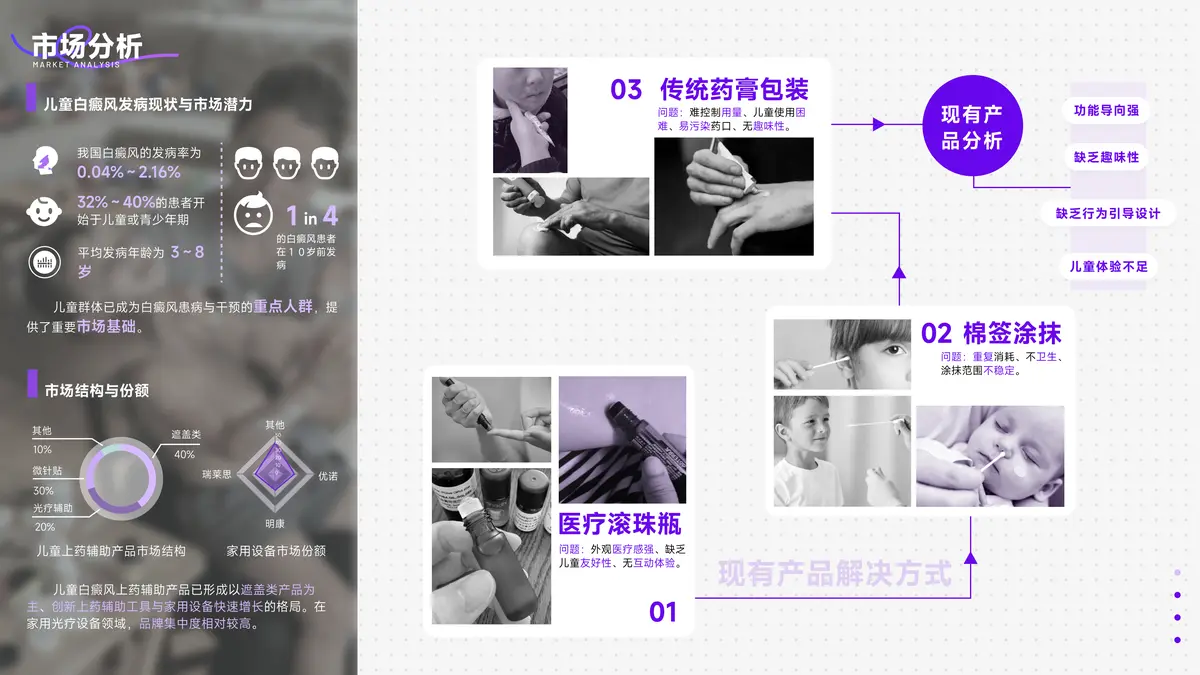 市场分析
MARKET ANALYSIS
儿童白癜风发病现状与市场潜力
我国白癜风的发病率为
0.04%~2.16%
32%~40%的患者开
始于儿童或青少年期
平均发病年龄为 3~8
岁
1 in 4
的白癜风患者
在10岁前发
病
儿童群体已成为白癜风患病与干预的重点人群，提
供了重要市场基础。
市场结构与份额
其他
10%
微针贴
30%
光疗辅助
20%
遮盖类
40%
儿童上药辅助产品市场结构
其他
瑞莱思
优诺
明康
家用设备市场份额
儿童白癜风上药辅助产品已形成以遮盖类产品为
主、创新上药辅助工具与家用设备快速增长的格局。在
家用光疗设备领域，品牌集中度相对较高。
03 传统药膏包装
问题：难控制用量、儿童使用困
难、易污染药口、无趣味性。
现有产
品分析
功能导向强
缺乏趣味性
缺乏行为引导设计
儿童体验不足
02 棉签涂抹
问题：重复消耗、不卫生、
涂抹范围不稳定。
医疗滚珠瓶
问题：外观医疗感强、缺乏
儿童友好性、无互动体验。
01
现有产品解决方式